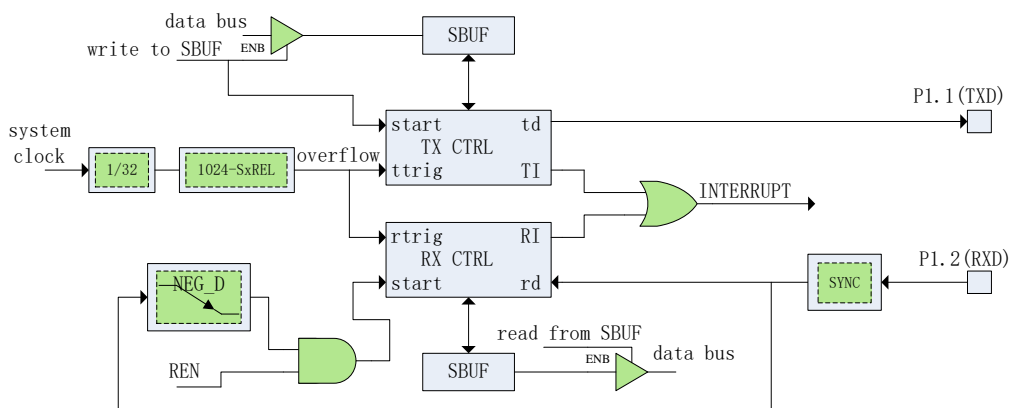 data bus
write to SBUF
ENB
SBUF
P1.1(TXD)
system
clock
start
td
TX CTRL
1/32
1024-SxREL
overflow
ttrig
TI
INTERRUPT
rtrig
RI
RX CTRL
start
rd
P1.2(RXD)
SYNC
NEG_D
read from SBUF
ENB
data bus
REN
SBUF